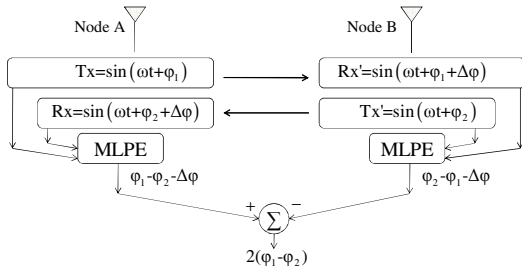 Node A
Node B
Tx=sin(ωt+φ₁)
Rx'=sin(ωt+φ₁+Δφ)
Rx=sin(ωt+φ₂+Δφ)
Tx'=sin(ωt+φ₂)
MLPE
MLPE
φ₁-φ₂-Δφ
φ₂-φ₁-Δφ
+
−
Σ
2(φ₁-φ₂)